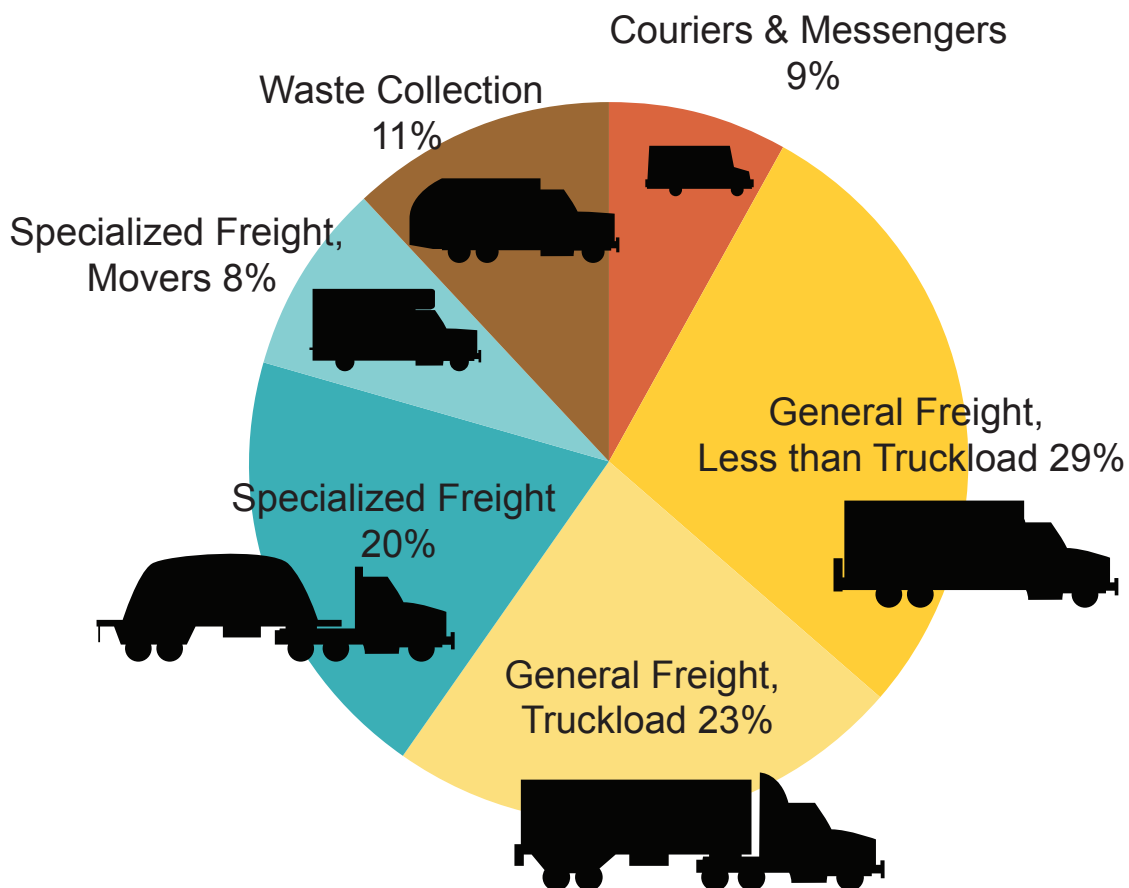 Couriers & Messengers
9%
Waste Collection
11%
Specialized Freight,
Movers 8%
General Freight,
Less than Truckload 29%
Specialized Freight
20%
General Freight,
Truckload 23%